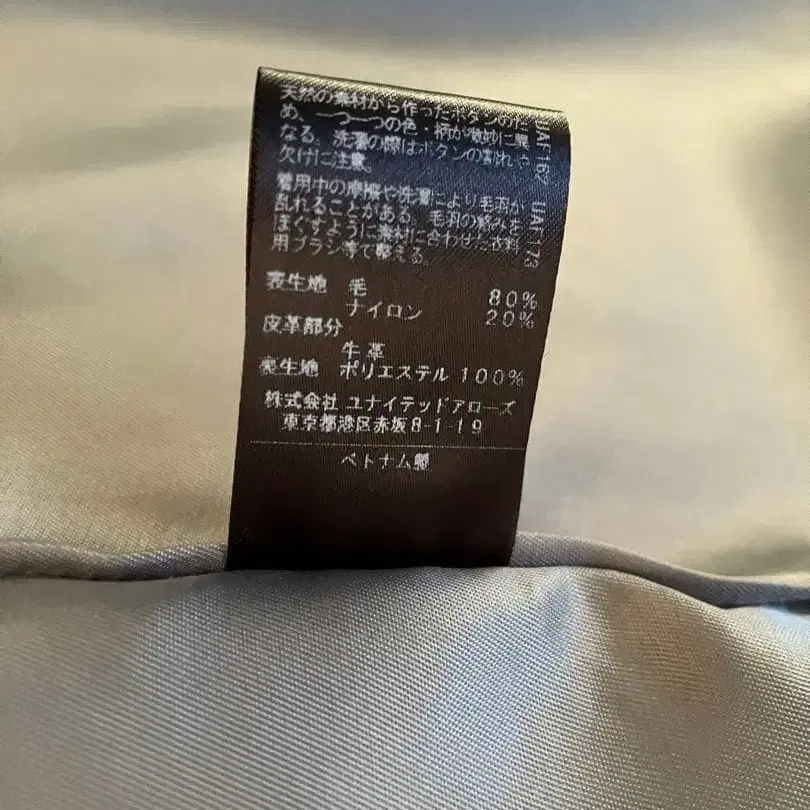 天然の素材から作ったボタンのた
め、一つ一つの色・柄が微妙に異
なる。洗濯の際はボタンの割れや
欠けに注意。
着用中の摩擦や洗濯により毛羽が
乱れることがある。毛羽の絡みを
ほぐすように素材に合わせた衣料
用ブラシ等で整える。
UAF167 UAF173
表生地 毛 80%
ナイロン 20%
皮革部分
牛革
裏生地 ポリエステル 100%
株式会社 ユナイテッドアローズ
東京都港区赤坂8-1-19
ベトナム製